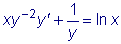 xy⁻²y′ + 1/y = ln x